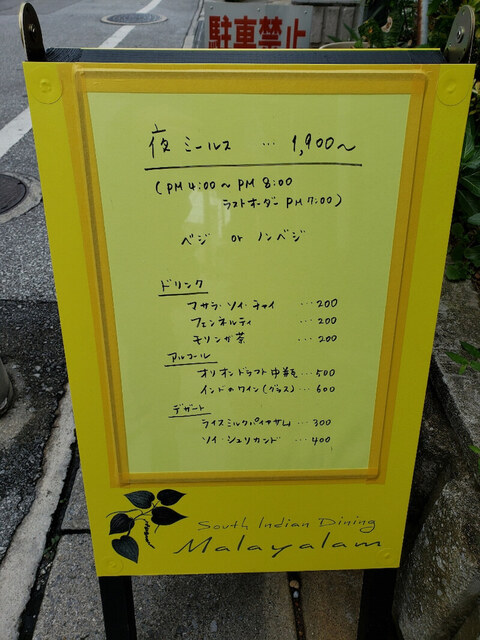 駐車禁止
夜 ミールス … 1,900〜
(PM 4:00 〜 PM 8:00
ラストオーダー PM 7:00)
ベジ or ノンベジ
ドリンク
マサラ・ソイ・チャイ …200
フェンネルティ …200
モリンガ茶 …200
アルコール
オリオンドラフト中瓶…500
インドのワイン(グラス)…600
デザート
ライスミルクパイヤサム …300
ソイ・シュリカンド …400
South Indian Dining
Malayalam